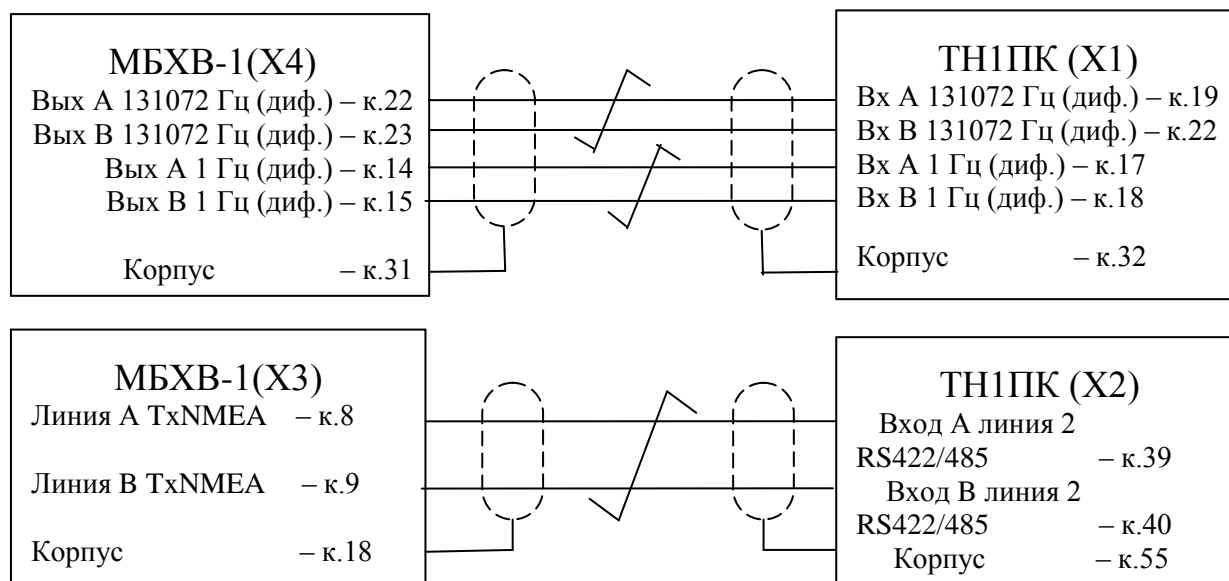 МБХВ-1(Х4)
Вых А 131072 Гц (диф.) – к.22
Вых В 131072 Гц (диф.) – к.23
Вых А 1 Гц (диф.) – к.14
Вых В 1 Гц (диф.) – к.15
Корпус – к.31
ТН1ПК (Х1)
Вх А 131072 Гц (диф.) – к.19
Вх В 131072 Гц (диф.) – к.22
Вх А 1 Гц (диф.) – к.17
Вх В 1 Гц (диф.) – к.18
Корпус – к.32
МБХВ-1(Х3)
Линия А TxNMEA – к.8
Линия В TxNMEA – к.9
Корпус – к.18
ТН1ПК (Х2)
Вход А линия 2
RS422/485 – к.39
Вход В линия 2
RS422/485 – к.40
Корпус – к.55